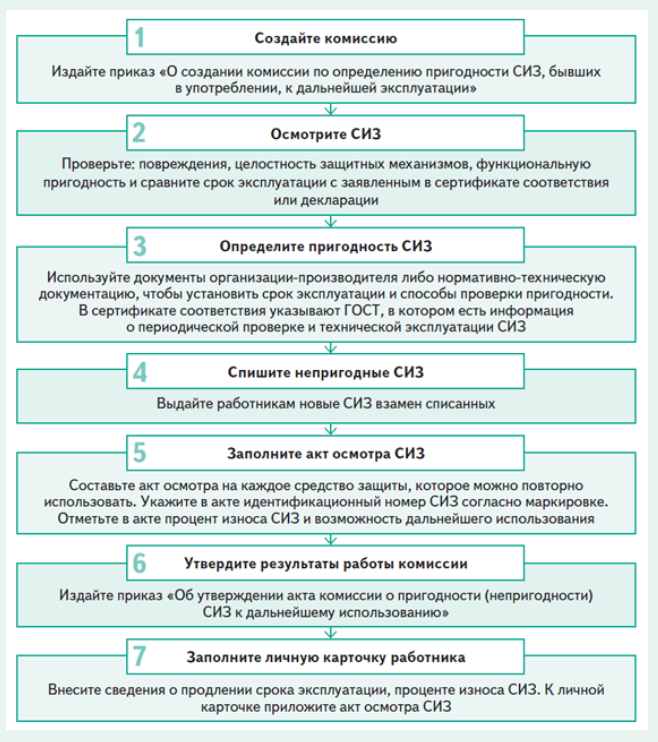 1
Создайте комиссию
Издайте приказ «О создании комиссии по определению пригодности СИЗ, бывших
в употреблении, к дальнейшей эксплуатации»
2
Осмотрите СИЗ
Проверьте: повреждения, целостность защитных механизмов, функциональную
пригодность и сравните срок эксплуатации с заявленным в сертификате соответствия
или декларации
3
Определите пригодность СИЗ
Используйте документы организации-производителя либо нормативно-техническую
документацию, чтобы установить срок эксплуатации и способы проверки пригодности.
В сертификате соответствия указывают ГОСТ, в котором есть информация
о периодической проверке и технической эксплуатации СИЗ
4
Спишите непригодные СИЗ
Выдайте работникам новые СИЗ взамен списанных
5
Заполните акт осмотра СИЗ
Составьте акт осмотра на каждое средство защиты, которое можно повторно
использовать. Укажите в акте идентификационный номер СИЗ согласно маркировке.
Отметьте в акте процент износа СИЗ и возможность дальнейшего использования
6
Утвердите результаты работы комиссии
Издайте приказ «Об утверждении акта комиссии о пригодности (непригодности)
СИЗ к дальнейшему использованию»
7
Заполните личную карточку работника
Внесите сведения о продлении срока эксплуатации, проценте износа СИЗ. К личной
карточке приложите акт осмотра СИЗ